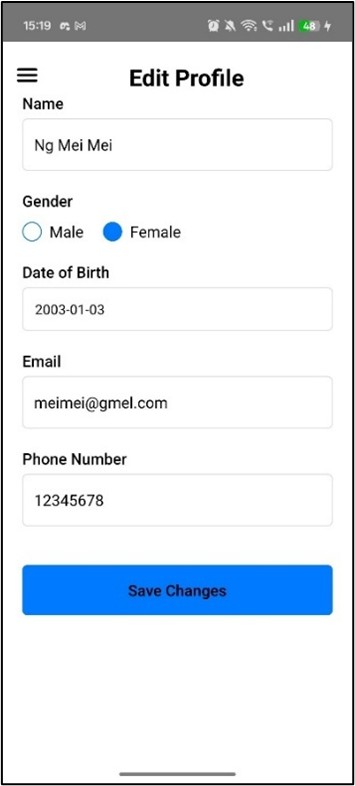 15:19 48
Edit Profile
Name
Ng Mei Mei
Gender
Male Female
Date of Birth
2003-01-03
Email
meimei@gmel.com
Phone Number
12345678
Save Changes